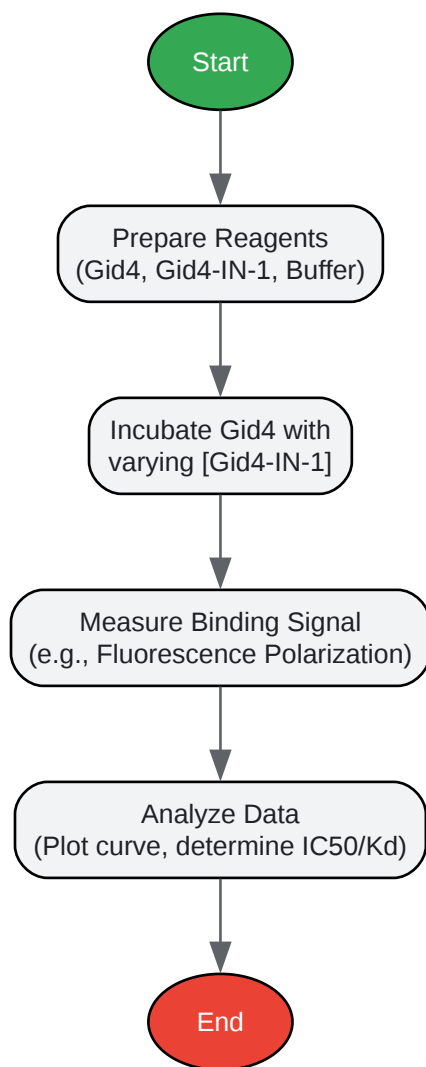 Start
Prepare Reagents
(Gid4, Gid4-IN-1, Buffer)
Incubate Gid4 with
varying [Gid4-IN-1]
Measure Binding Signal
(e.g., Fluorescence Polarization)
Analyze Data
(Plot curve, determine IC50/Kd)
End